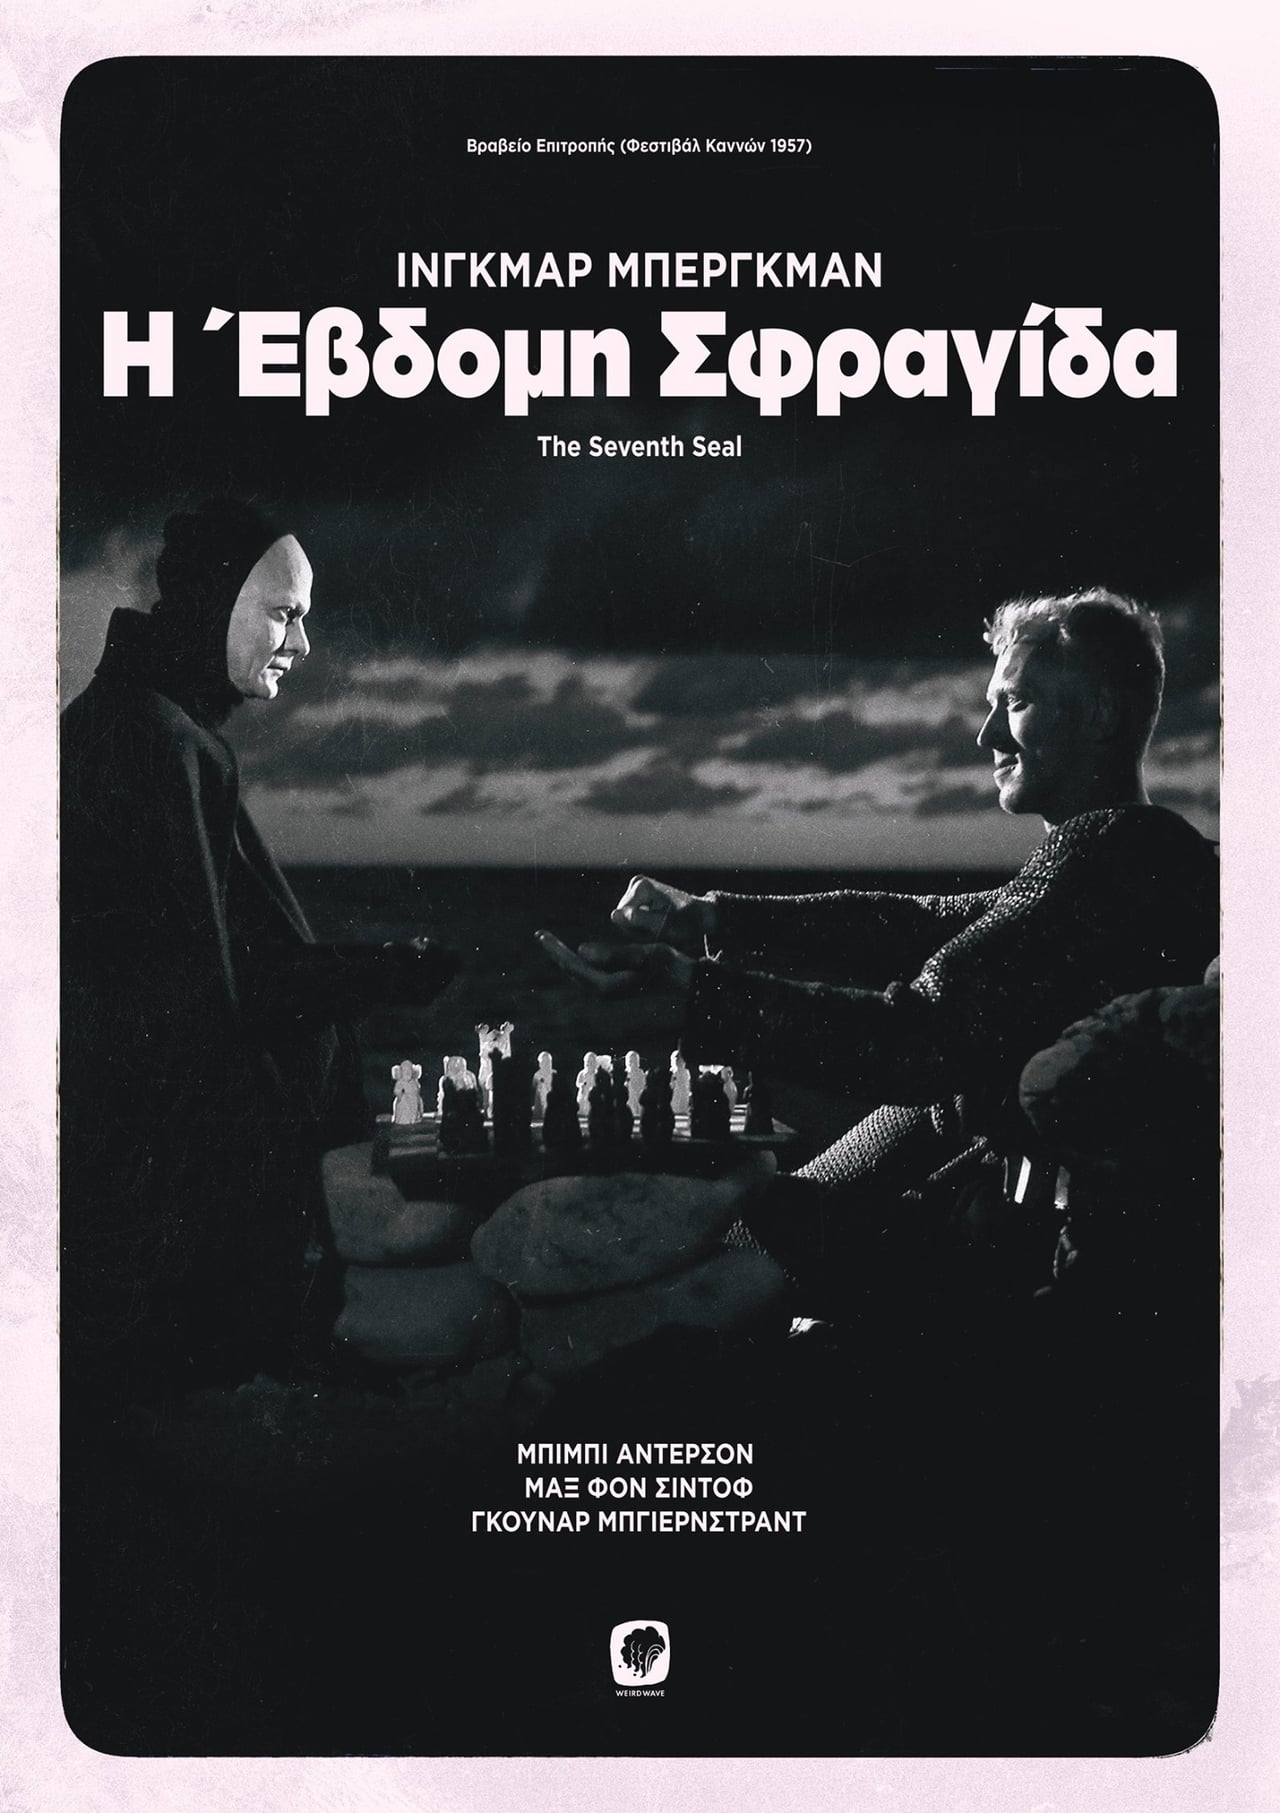 Βραβείο Επιτροπής (Φεστιβάλ Καννών 1957)
ΙΝΓΚΜΑΡ ΜΠΕΡΓΚΜΑΝ
Η Έβδομη Σφραγίδα
The Seventh Seal
ΜΠΙΜΠΙ ΑΝΤΕΡΣΟΝ
ΜΑΞ ΦΟΝ ΣΙΝΤΟΦ
ΓΚΟΥΝΑΡ ΜΠΓΙΕΡΝΣΤΡΑΝΤ
WEIRDWAVE